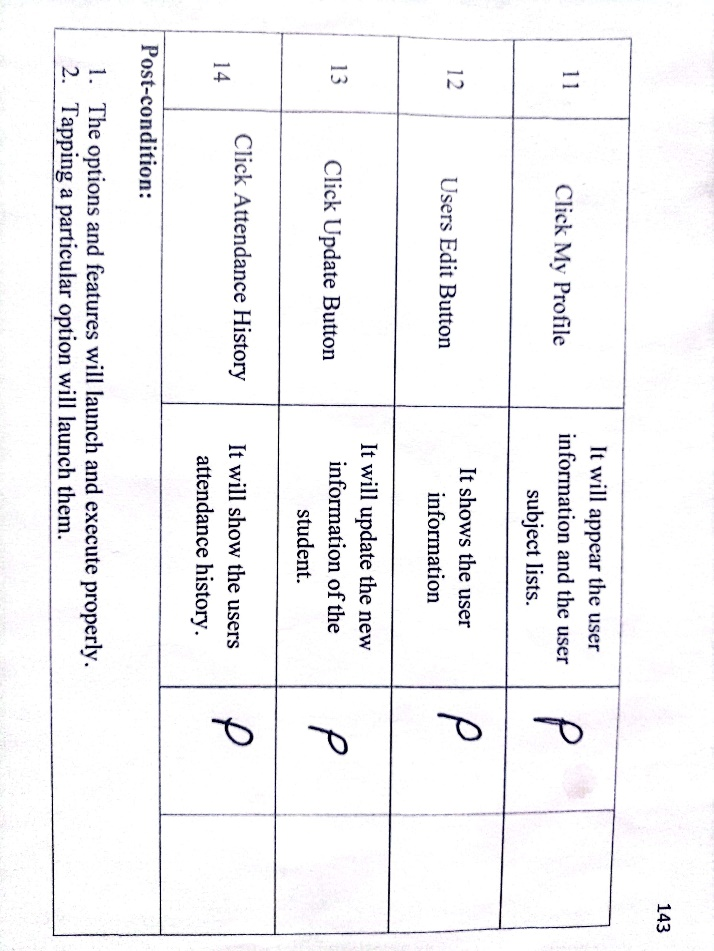 143
11
Click My Profile
It will appear the user
information and the user
subject lists.
P
12
Users Edit Button
It shows the user
information
P
13
Click Update Button
It will update the new
information of the
student.
P
14
Click Attendance History
It will show the users
attendance history.
P
Post-condition:
1. The options and features will launch and execute properly.
2. Tapping a particular option will launch them.